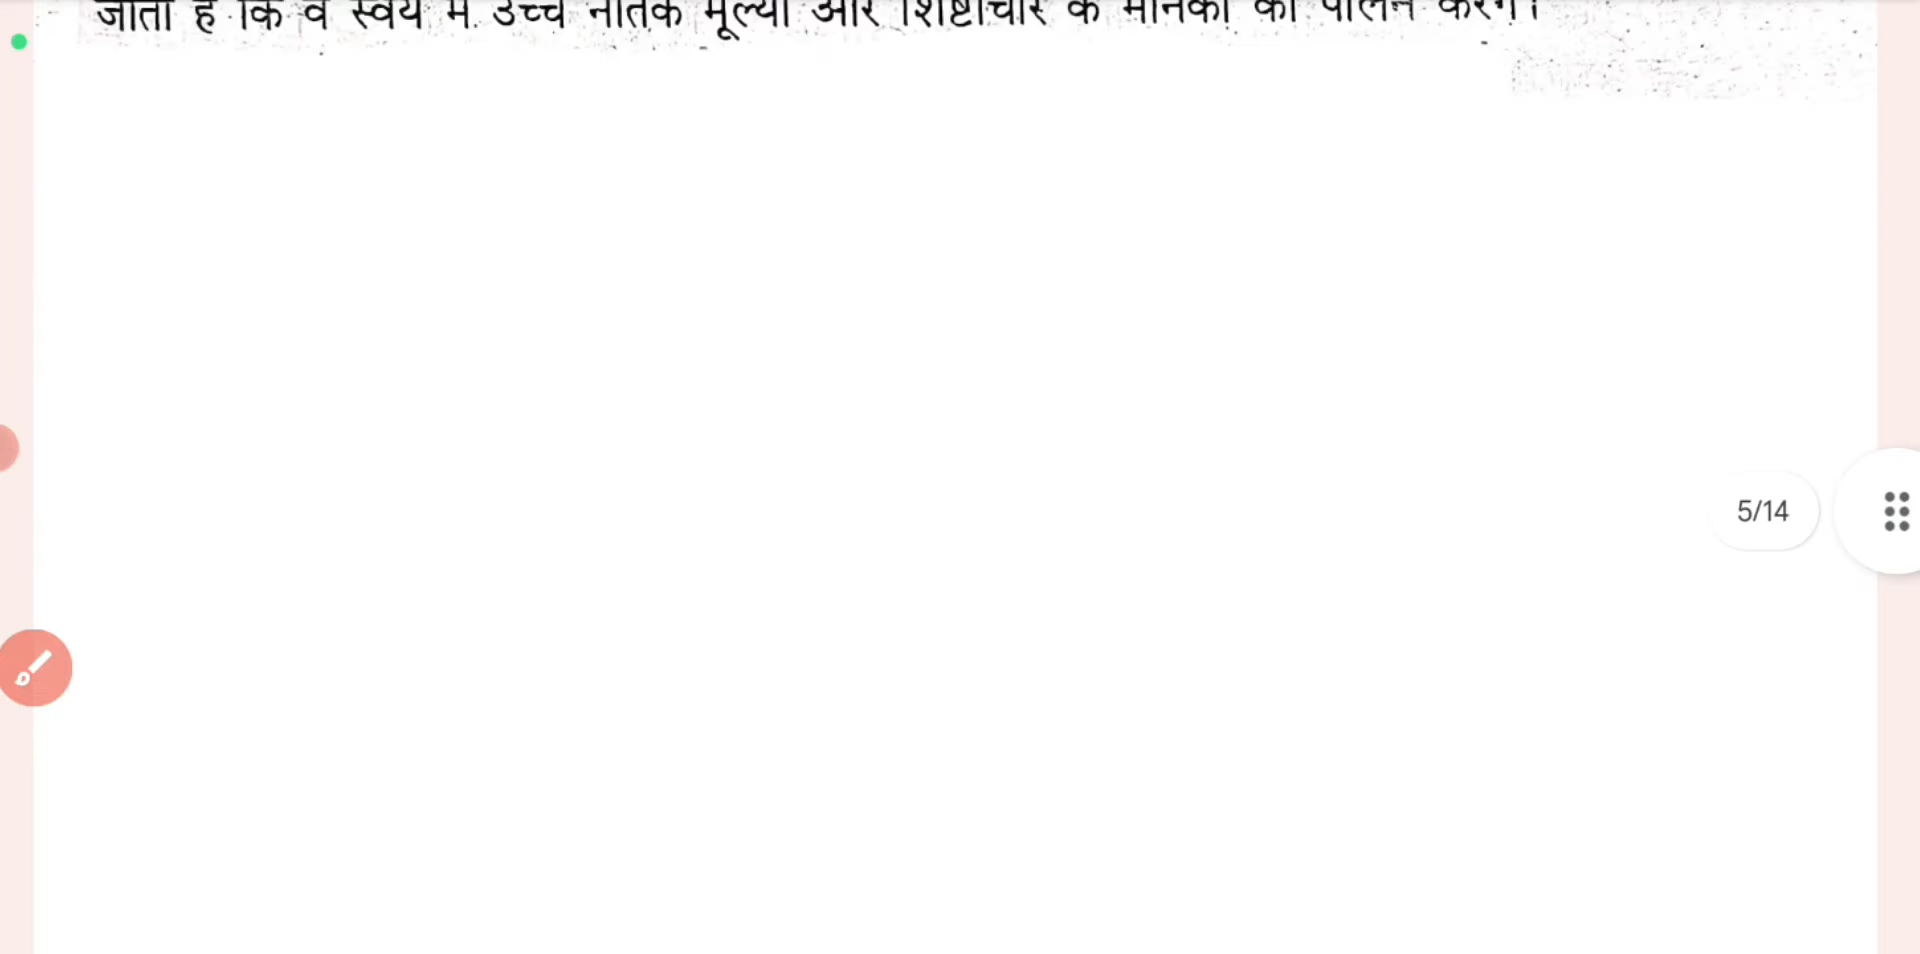 जाता है कि वे स्वयं में उच्च नैतिक मूल्यों और शिष्टाचार के मानकों का पालन करेंगे।
5/14